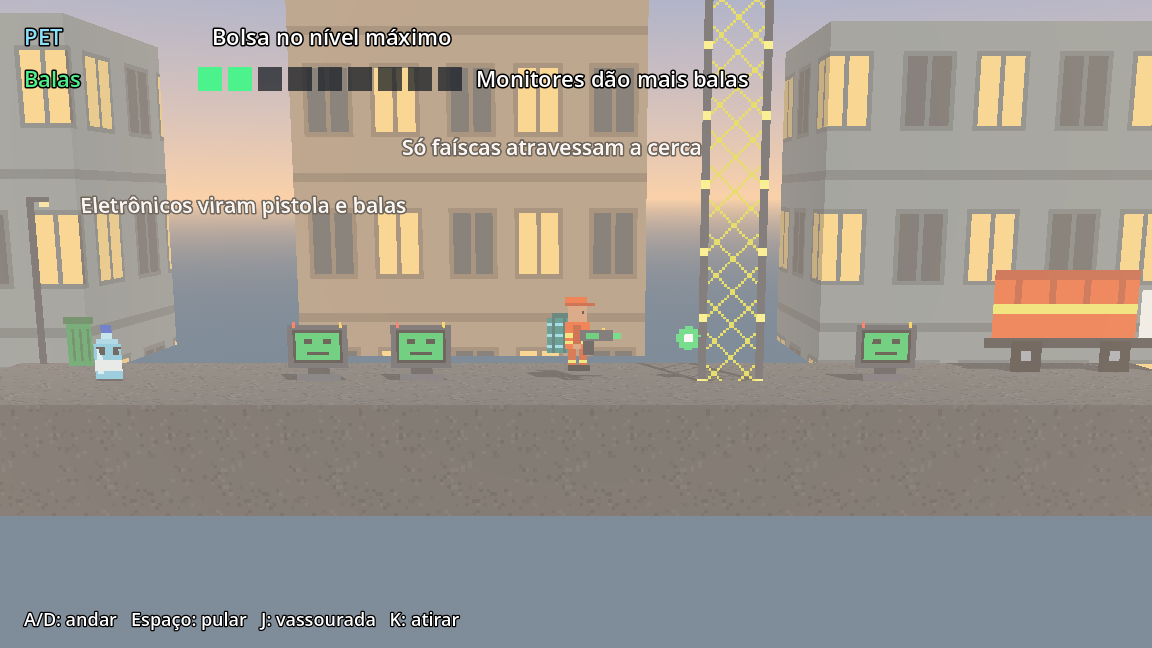 PET Bolsa no nível máximo
Balas Monitores dão mais balas
Só faíscas atravessam a cerca
Eletrônicos viram pistola e balas
A/D: andar Espaço: pular J: vassourada K: atirar